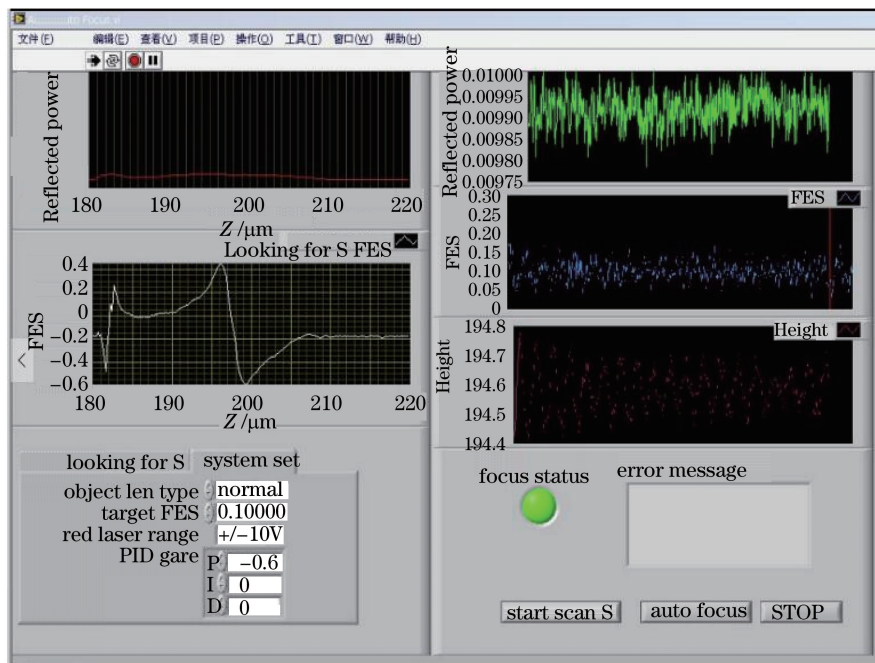 Auto Focus.vi
文件(F) 编辑(E) 查看(V) 项目(P) 操作(O) 工具(T) 窗口(W) 帮助(H)
Reflected power
180 190 200 210 220
Z /μm
Looking for S FES
FES
0.4
0.2
0
−0.2
−0.4
−0.6
180 190 200 210 220
Z /μm
looking for S
system set
object len type normal
target FES 0.10000
red laser range +/−10V
PID gare
P −0.6
I 0
D 0
Reflected power
0.01000
0.00995
0.00990
0.00985
0.00980
0.00975
FES
FES
0.30
0.25
0.20
0.15
0.10
0.05
0
Height
Height
194.8
194.7
194.6
194.5
194.4
focus status
error message
start scan S
auto focus
STOP